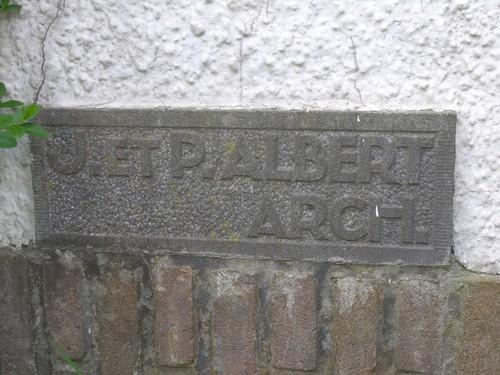 J. ET P. ALBERT
ARCH.